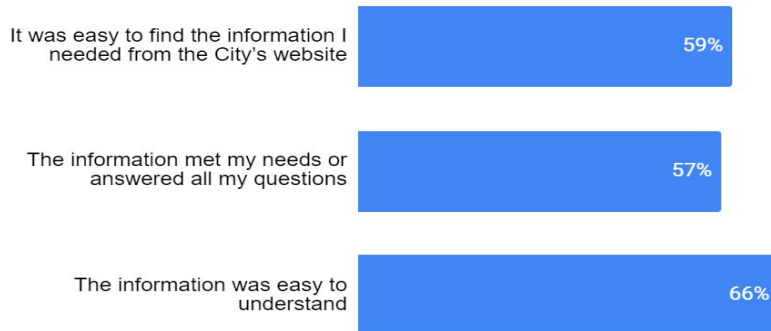 It was easy to find the information I
needed from the City's website
59%
The information met my needs or
answered all my questions
57%
The information was easy to
understand
66%